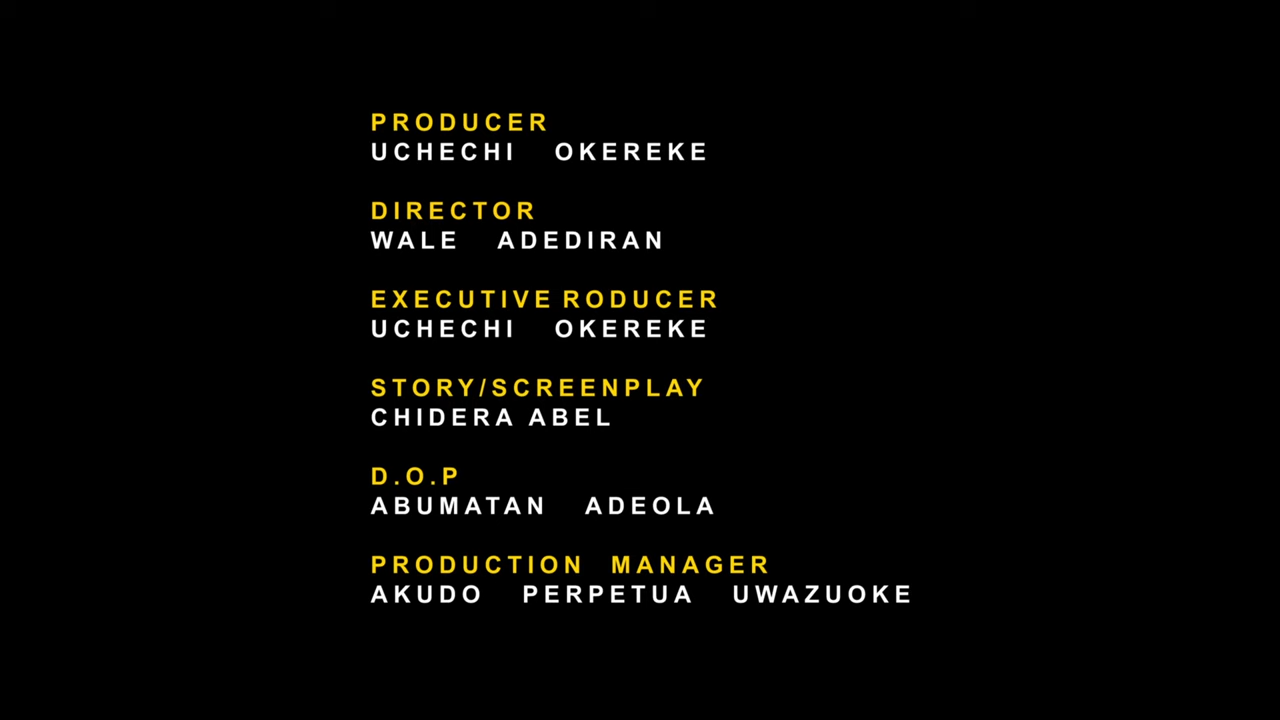 PRODUCER
UCHECHI OKEREKE
DIRECTOR
WALE ADEDIRAN
EXECUTIVE RODUCER
UCHECHI OKEREKE
STORY/SCREENPLAY
CHIDERA ABEL
D.O.P
ABUMATAN ADEOLA
PRODUCTION MANAGER
AKUDO PERPETUA UWAZUOKE